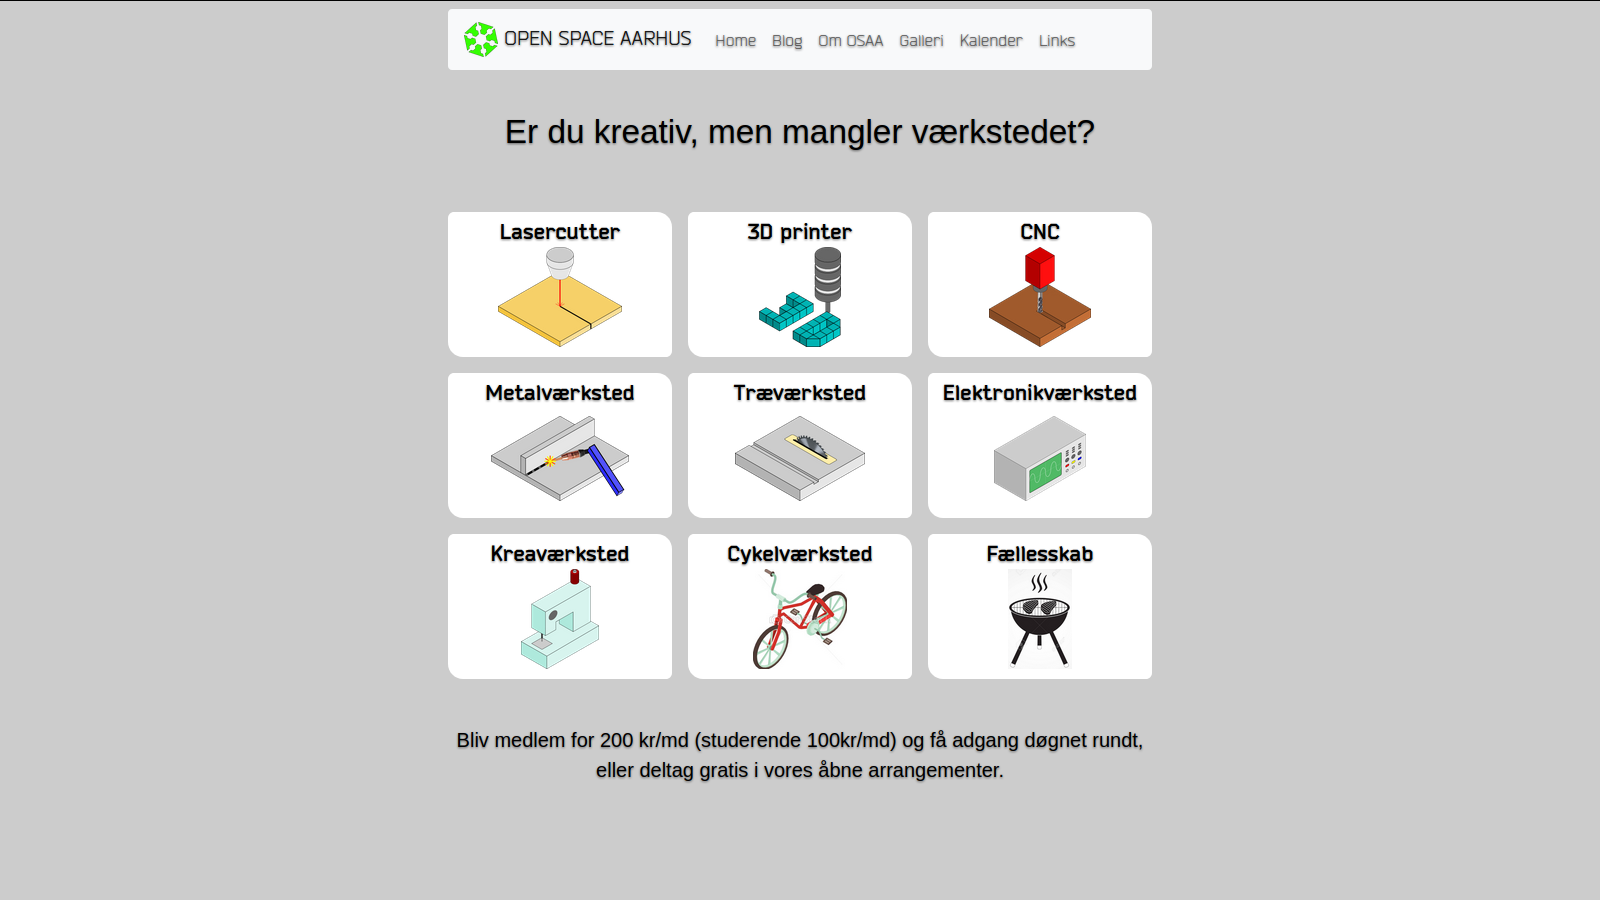 OPEN SPACE AARHUS Home Blog Om OSAA Galleri Kalender Links
Er du kreativ, men mangler værkstedet?
Lasercutter
3D printer
CNC
Metalværksted
Træværksted
Elektronikværksted
Kreaværksted
Cykelværksted
Fællesskab
Bliv medlem for 200 kr/md (studerende 100kr/md) og få adgang døgnet rundt,
eller deltag gratis i vores åbne arrangementer.